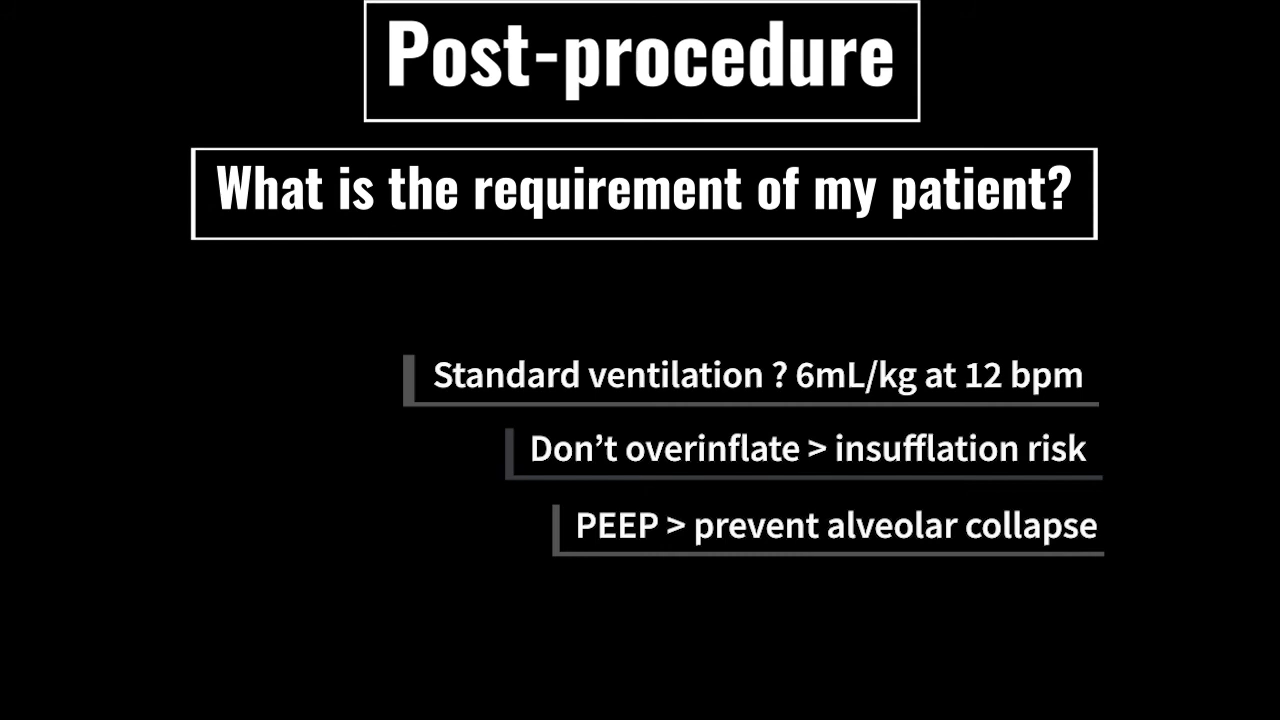 Post-procedure
What is the requirement of my patient?
Standard ventilation ? 6mL/kg at 12 bpm
Don’t overinflate > insufflation risk
PEEP > prevent alveolar collapse